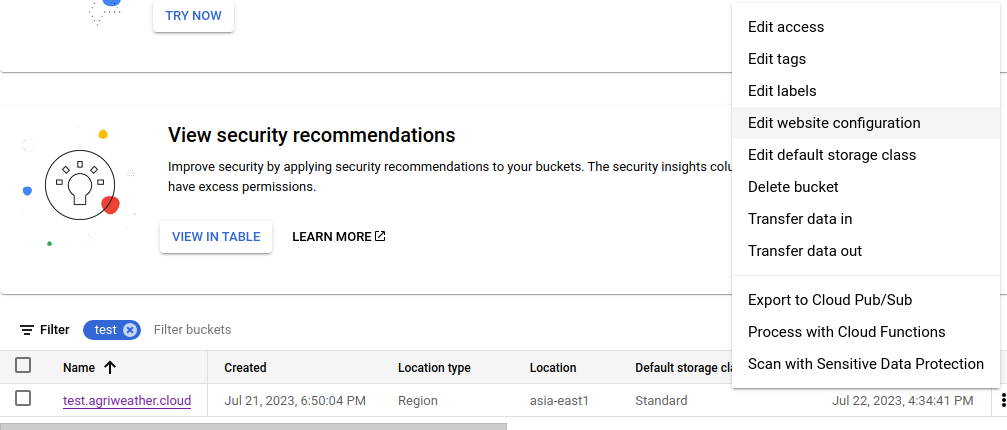 TRY NOW
View security recommendations
Improve security by applying security recommendations to your buckets. The security insights
have excess permissions.
VIEW IN TABLE LEARN MORE
Edit access
Edit tags
Edit labels
Edit website configuration
Edit default storage class
Delete bucket
Transfer data in
Transfer data out
Export to Cloud Pub/Sub
Process with Cloud Functions
Scan with Sensitive Data Protection
Filter test Filter buckets
Name Created Location type Location Default storage
test.agriweather.cloud Jul 21, 2023, 6:50:04 PM Region asia-east1 Standard Jul 22, 2023, 4:34:41 PM